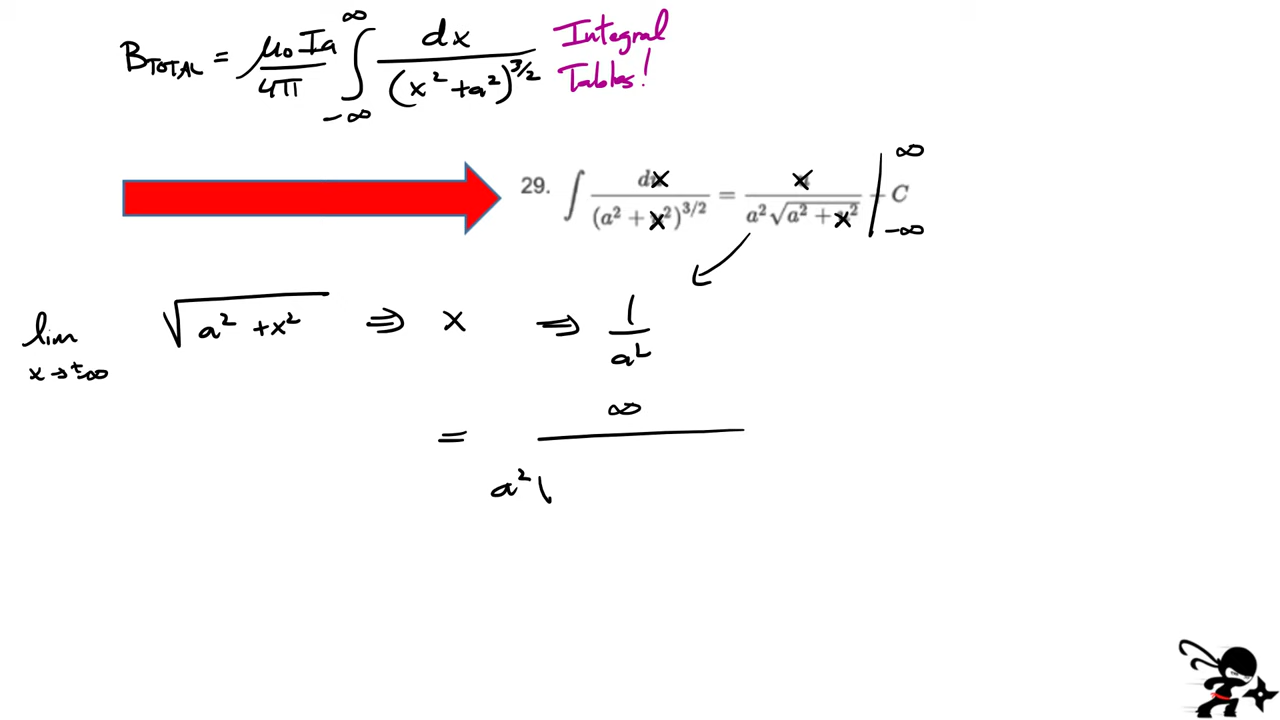 B_TOTAL = μ₀Ia/4π ∫_{-∞}^{∞} dx/(x² + a²)^{3/2} Integral Tables!
29. ∫ dx/(a² + x²)^{3/2} = x/(a²√(a² + x²)) |_{-∞}^{∞} C
lim_{x→±∞} √(a² + x²) ⇒ x ⇒ 1/a²
= ∞/a²√